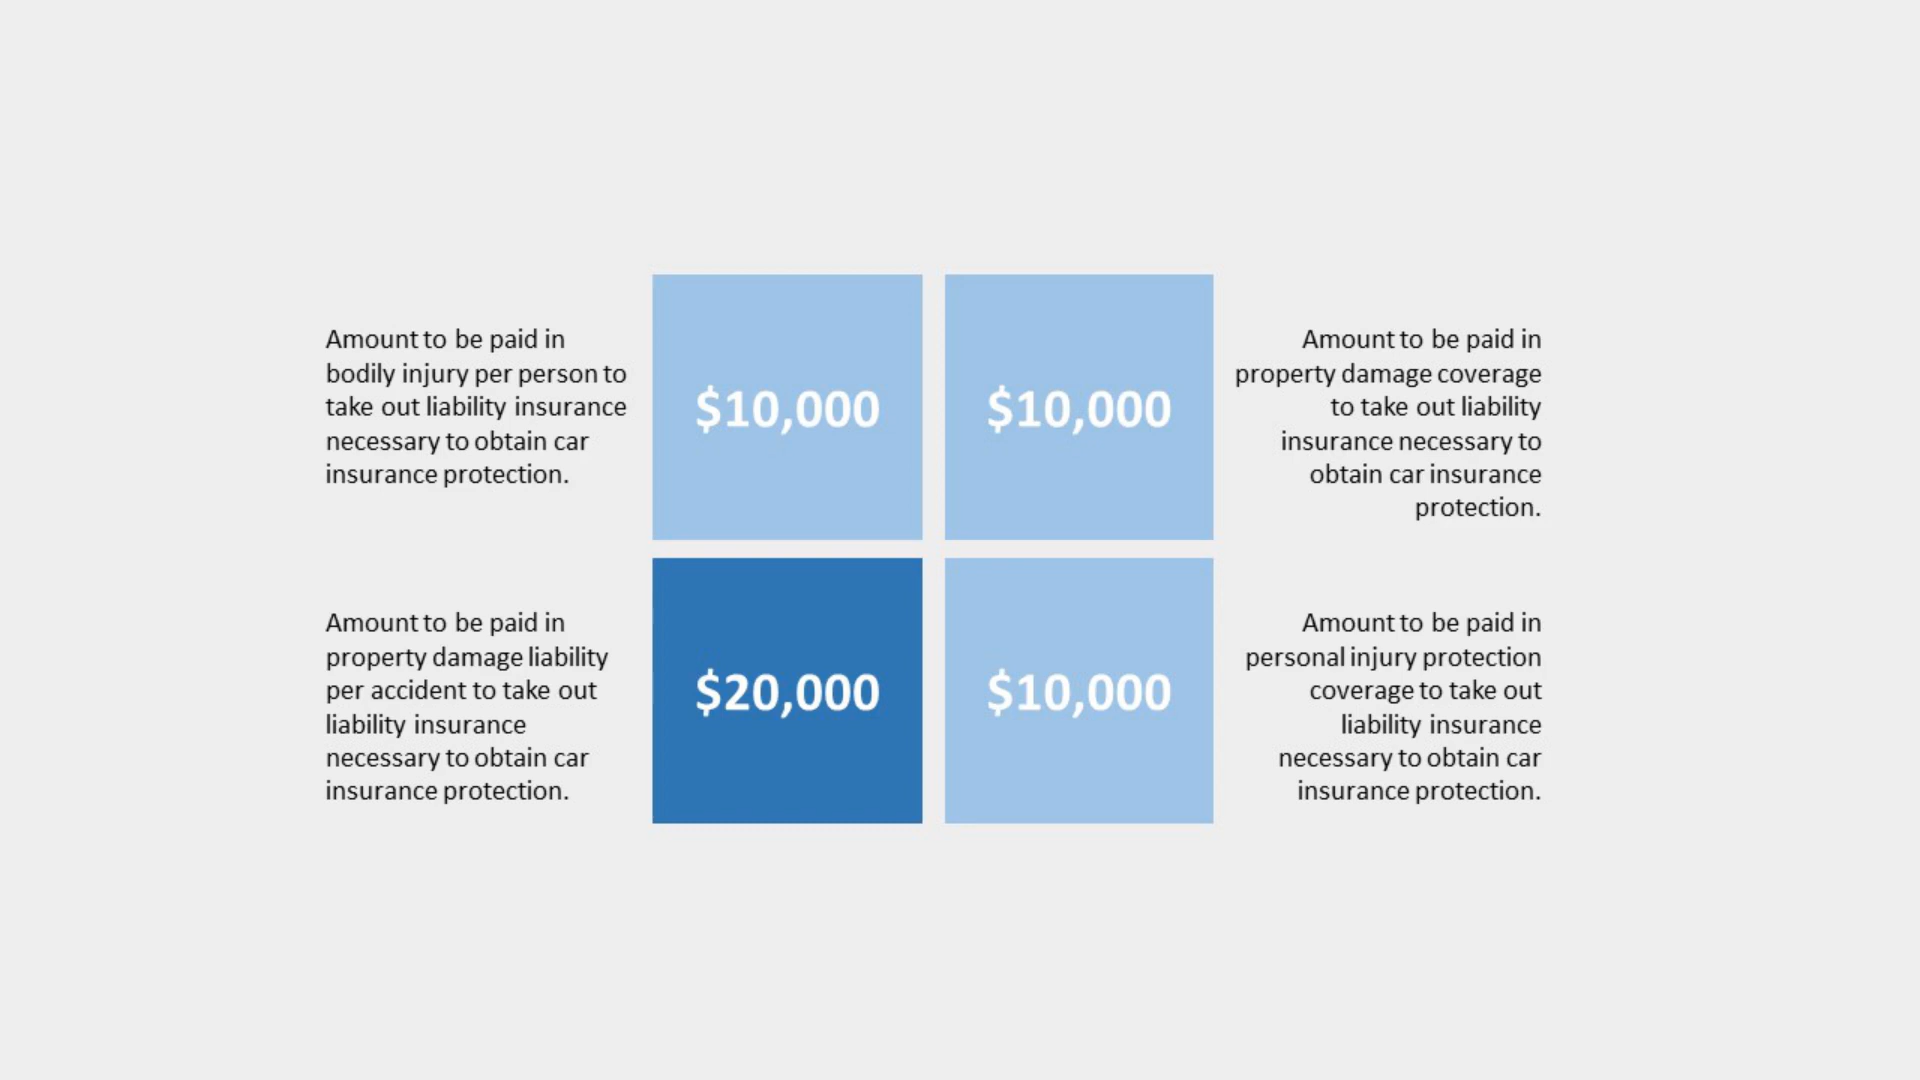 Amount to be paid in
bodily injury per person to
take out liability insurance
necessary to obtain car
insurance protection.
$10,000
$10,000
Amount to be paid in
property damage coverage
to take out liability
insurance necessary to
obtain car insurance
protection.
Amount to be paid in
property damage liability
per accident to take out
liability insurance
necessary to obtain car
insurance protection.
$20,000
$10,000
Amount to be paid in
personal injury protection
coverage to take out
liability insurance
necessary to obtain car
insurance protection.